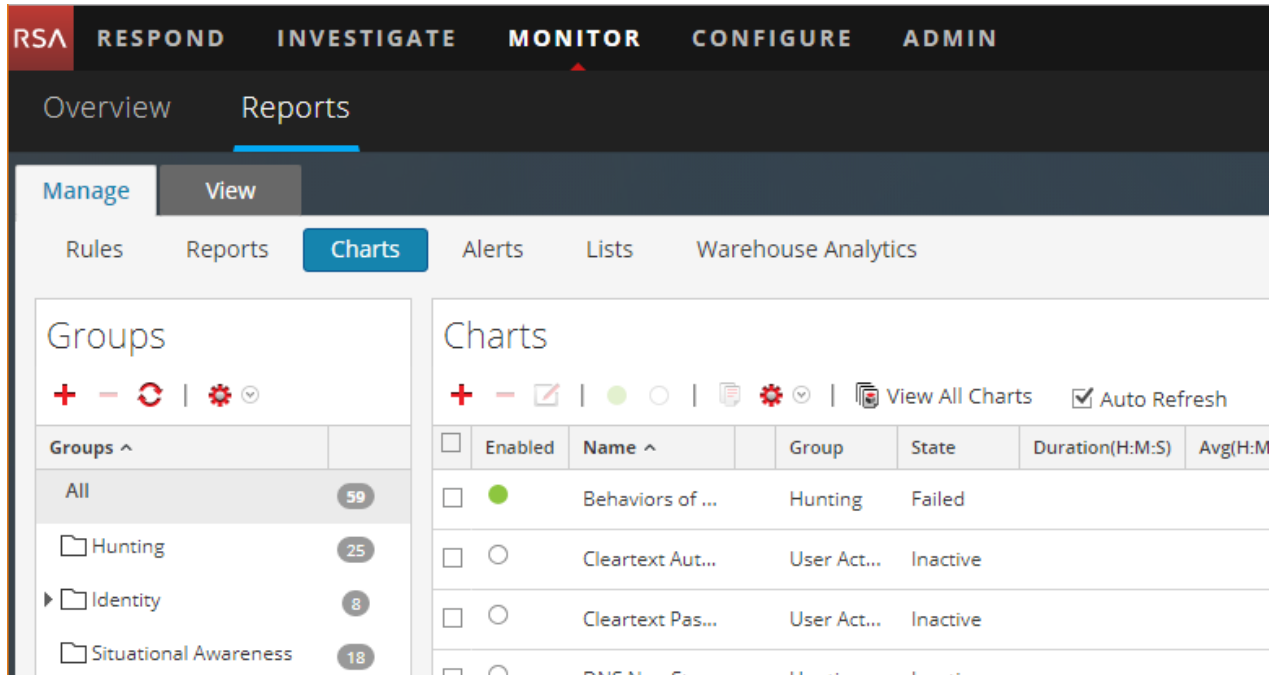 RSA RESPOND INVESTIGATE MONITOR CONFIGURE ADMIN
Overview Reports
Manage View
Rules Reports Charts Alerts Lists Warehouse Analytics
Groups
Groups
All 59
Hunting 25
Identity 8
Situational Awareness 18
Charts
View All Charts Auto Refresh
Enabled Name Group State Duration(H:M:S) Avg(H:M
Behaviors of ... Hunting Failed
Cleartext Aut... User Act... Inactive
Cleartext Pas... User Act... Inactive